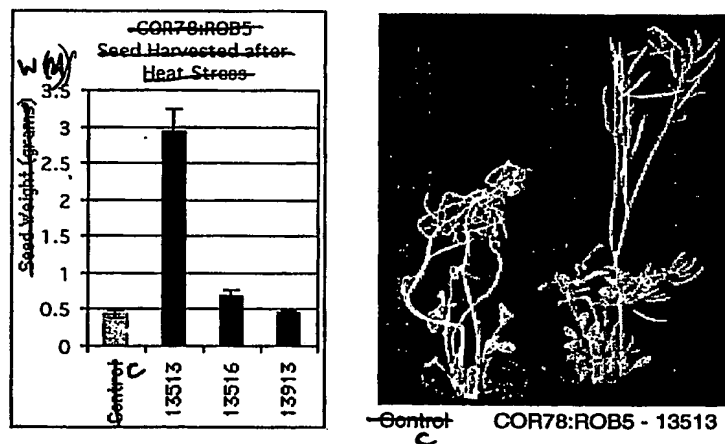 COR78:ROB5
Seed Harvested after
Heat Stress
W (g)
Seed Weight (grams)
3.5
3
2.5
2
1.5
1
0.5
0
Control
C
13513
13516
13913
Control
C
COR78:ROB5 - 13513